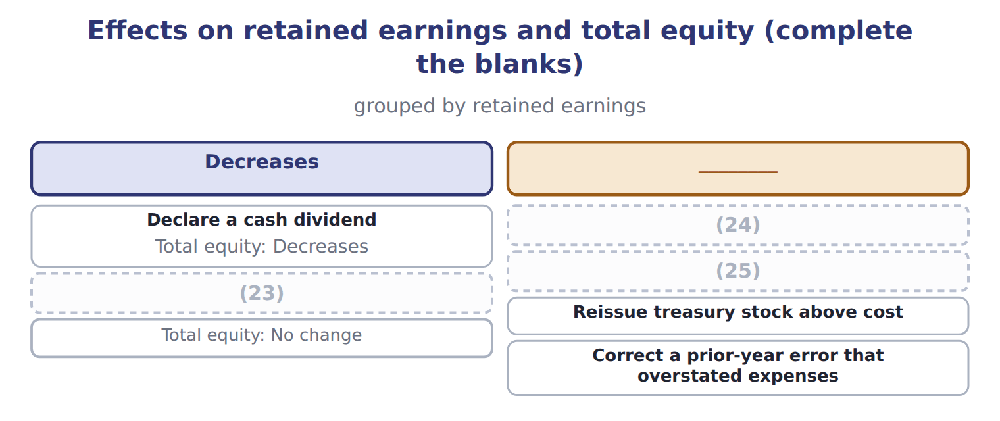 Effects on retained earnings and total equity (complete
the blanks)
grouped by retained earnings
Decreases
Declare a cash dividend
Total equity: Decreases
(23)
Total equity: No change
(24)
(25)
Reissue treasury stock above cost
Correct a prior-year error that
overstated expenses